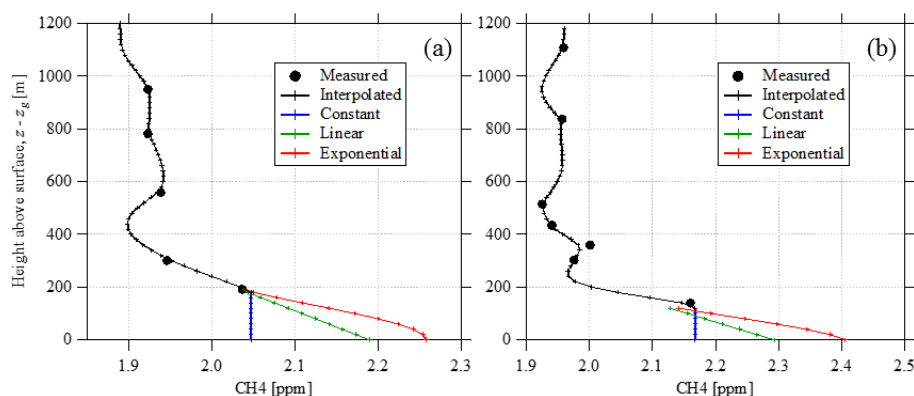 (a)
Height above surface, z - zg [m]
1200
1000
800
600
400
200
0
Measured
Interpolated
Constant
Linear
Exponential
1.9 2.0 2.1 2.2 2.3
CH4 [ppm]
(b)
1200
1000
800
600
400
200
0
Measured
Interpolated
Constant
Linear
Exponential
1.9 2.0 2.1 2.2 2.3 2.4 2.5
CH4 [ppm]